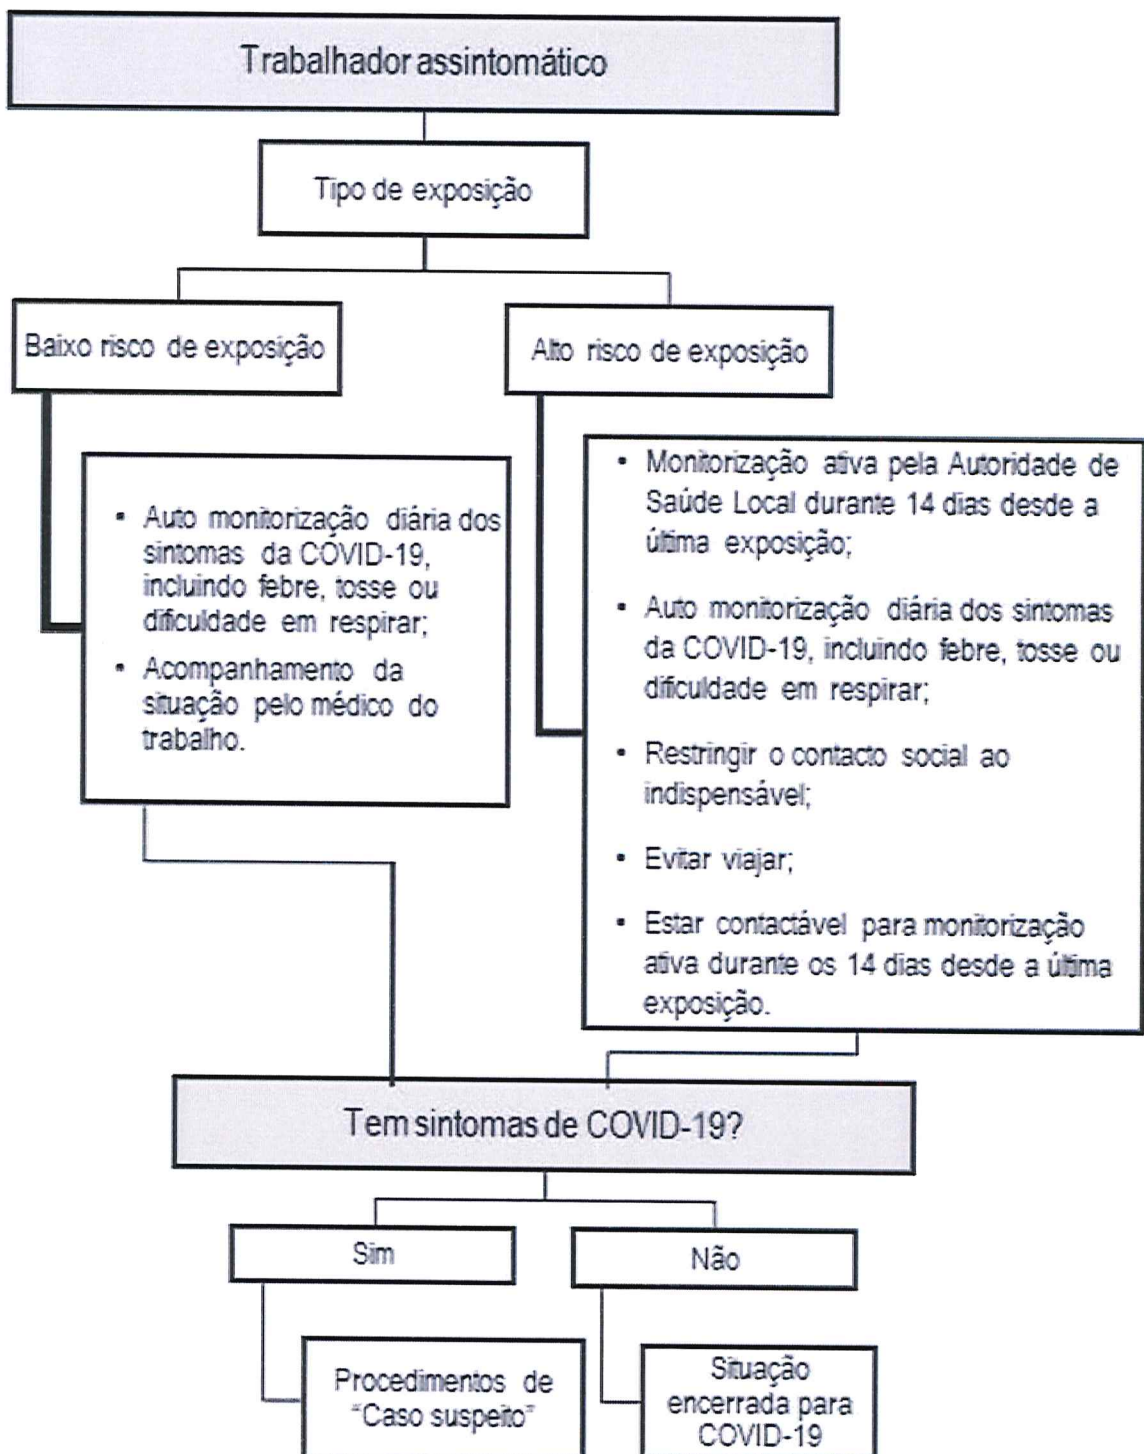 Trabalhador assintomático
Tipo de exposição
Baixo risco de exposição
Alto risco de exposição
• Auto monitorização diária dos
sintomas da COVID-19,
incluindo febre, tosse ou
dificuldade em respirar;
• Acompanhamento da
situação pelo médico do
trabalho.
• Monitorização ativa pela Autoridade de
Saúde Local durante 14 dias desde a
última exposição;
• Auto monitorização diária dos sintomas
da COVID-19, incluindo febre, tosse ou
dificuldade em respirar;
• Restringir o contacto social ao
indispensável;
• Evitar viajar;
• Estar contactável para monitorização
ativa durante os 14 dias desde a última
exposição.
Tem sintomas de COVID-19?
Sim
Não
Procedimentos de
“Caso suspeito”
Situação
encerrada para
COVID-19